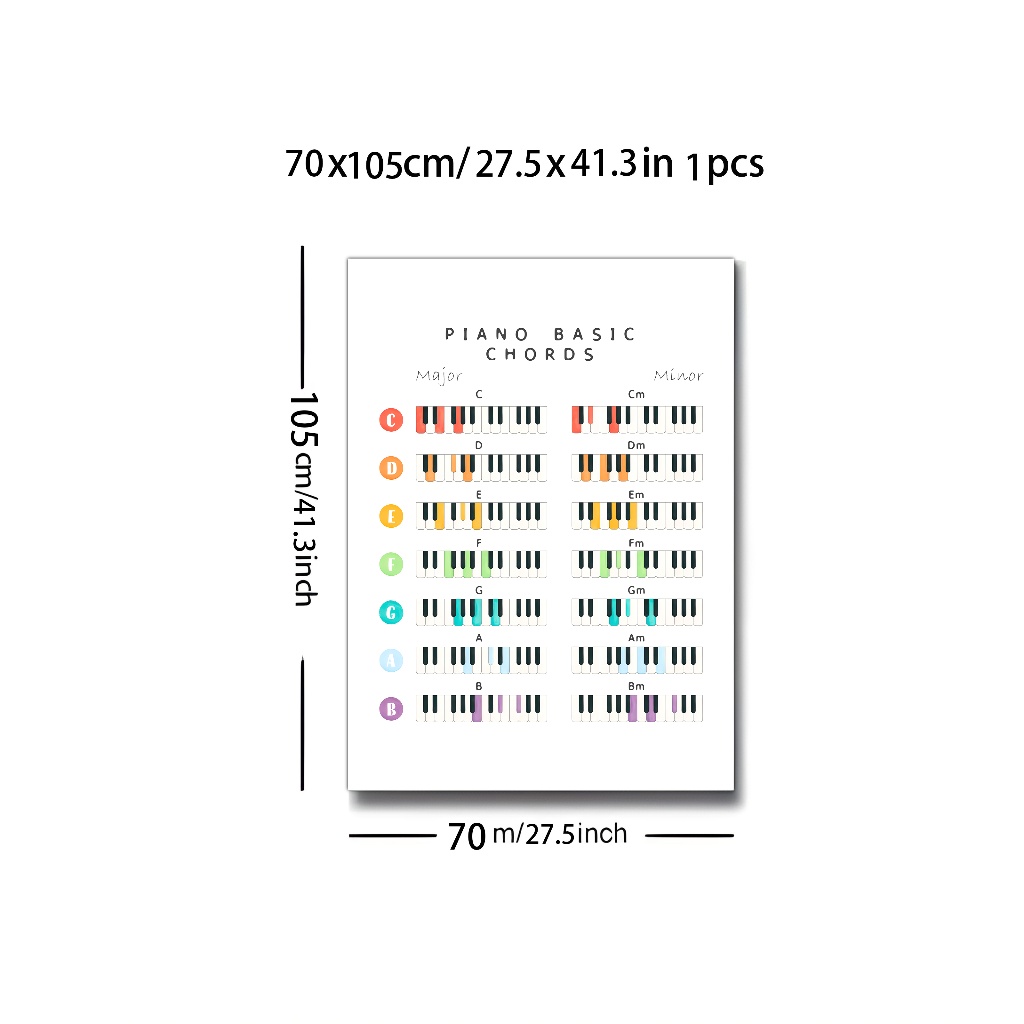 70x105cm/27.5x41.3in 1pcs
105cm/41.3inch
PIANO BASIC
CHORDS
Major Minor
C Cm
C
D Dm
D
E Em
E
F Fm
F
G Gm
G
A Am
A
B Bm
B
70 m/27.5inch